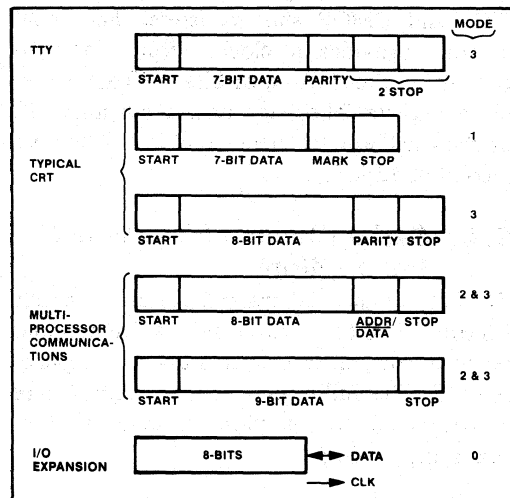 MODE
TTY
3
START 7-BIT DATA PARITY
2 STOP
1
START 7-BIT DATA MARK STOP
TYPICAL
CRT
3
START 8-BIT DATA PARITY STOP
2 & 3
START 8-BIT DATA ADDR/ STOP
DATA
MULTI-
PROCESSOR
COMMUNICA-
TIONS
2 & 3
START 9-BIT DATA STOP
I/O
EXPANSION
8-BITS DATA 0
CLK